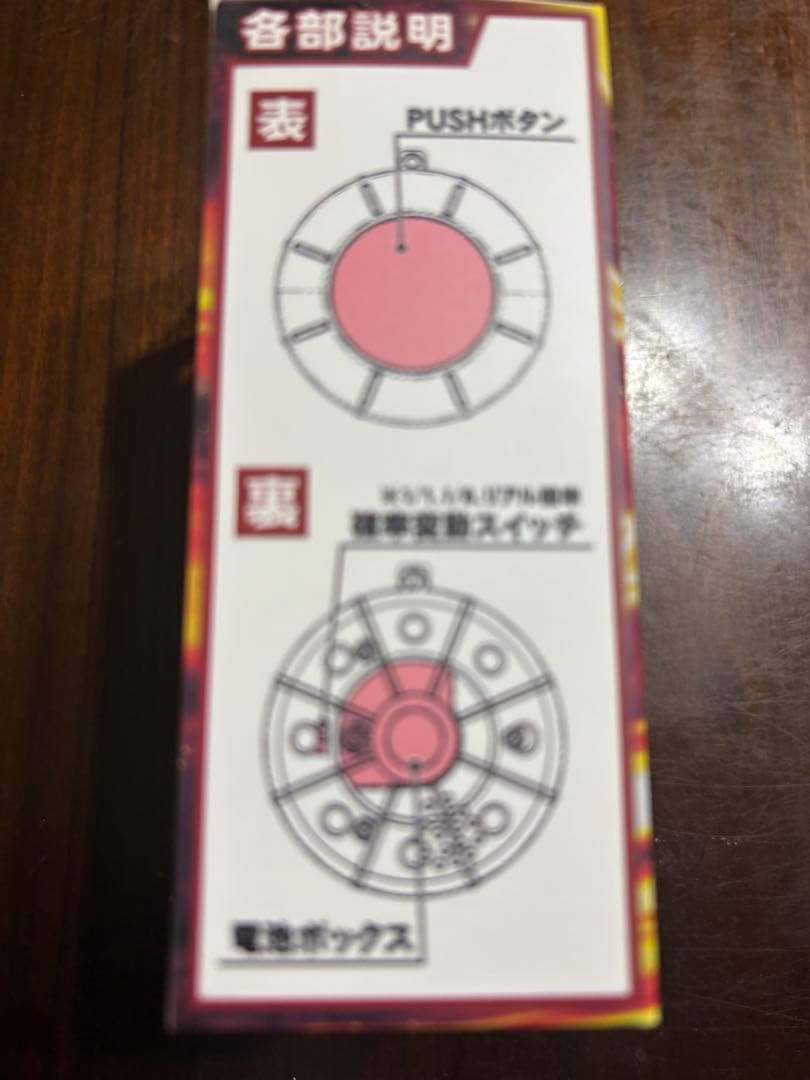 各部説明
表
PUSHボタン
裏
確率変動スイッチ
電池ボックス